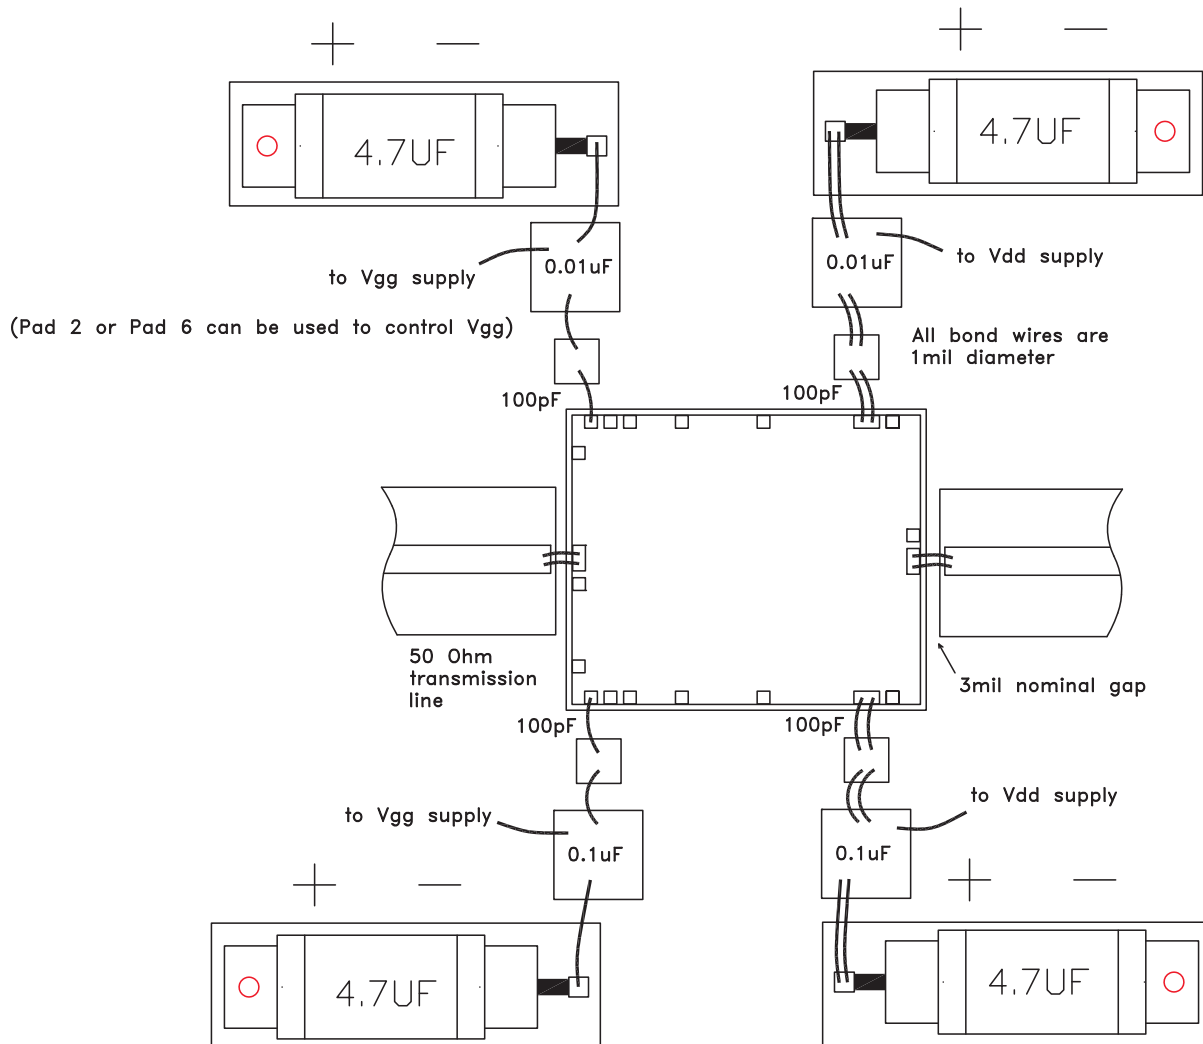 + −
+ −
4.7UF
4.7UF
0.01uF
0.01uF
to Vgg supply
to Vdd supply
(Pad 2 or Pad 6 can be used to control Vgg)
All bond wires are
1mil diameter
100pF
100pF
50 Ohm
transmission
line
3mil nominal gap
100pF
100pF
to Vgg supply
to Vdd supply
0.1uF
0.1uF
+ −
+ −
4.7UF
4.7UF